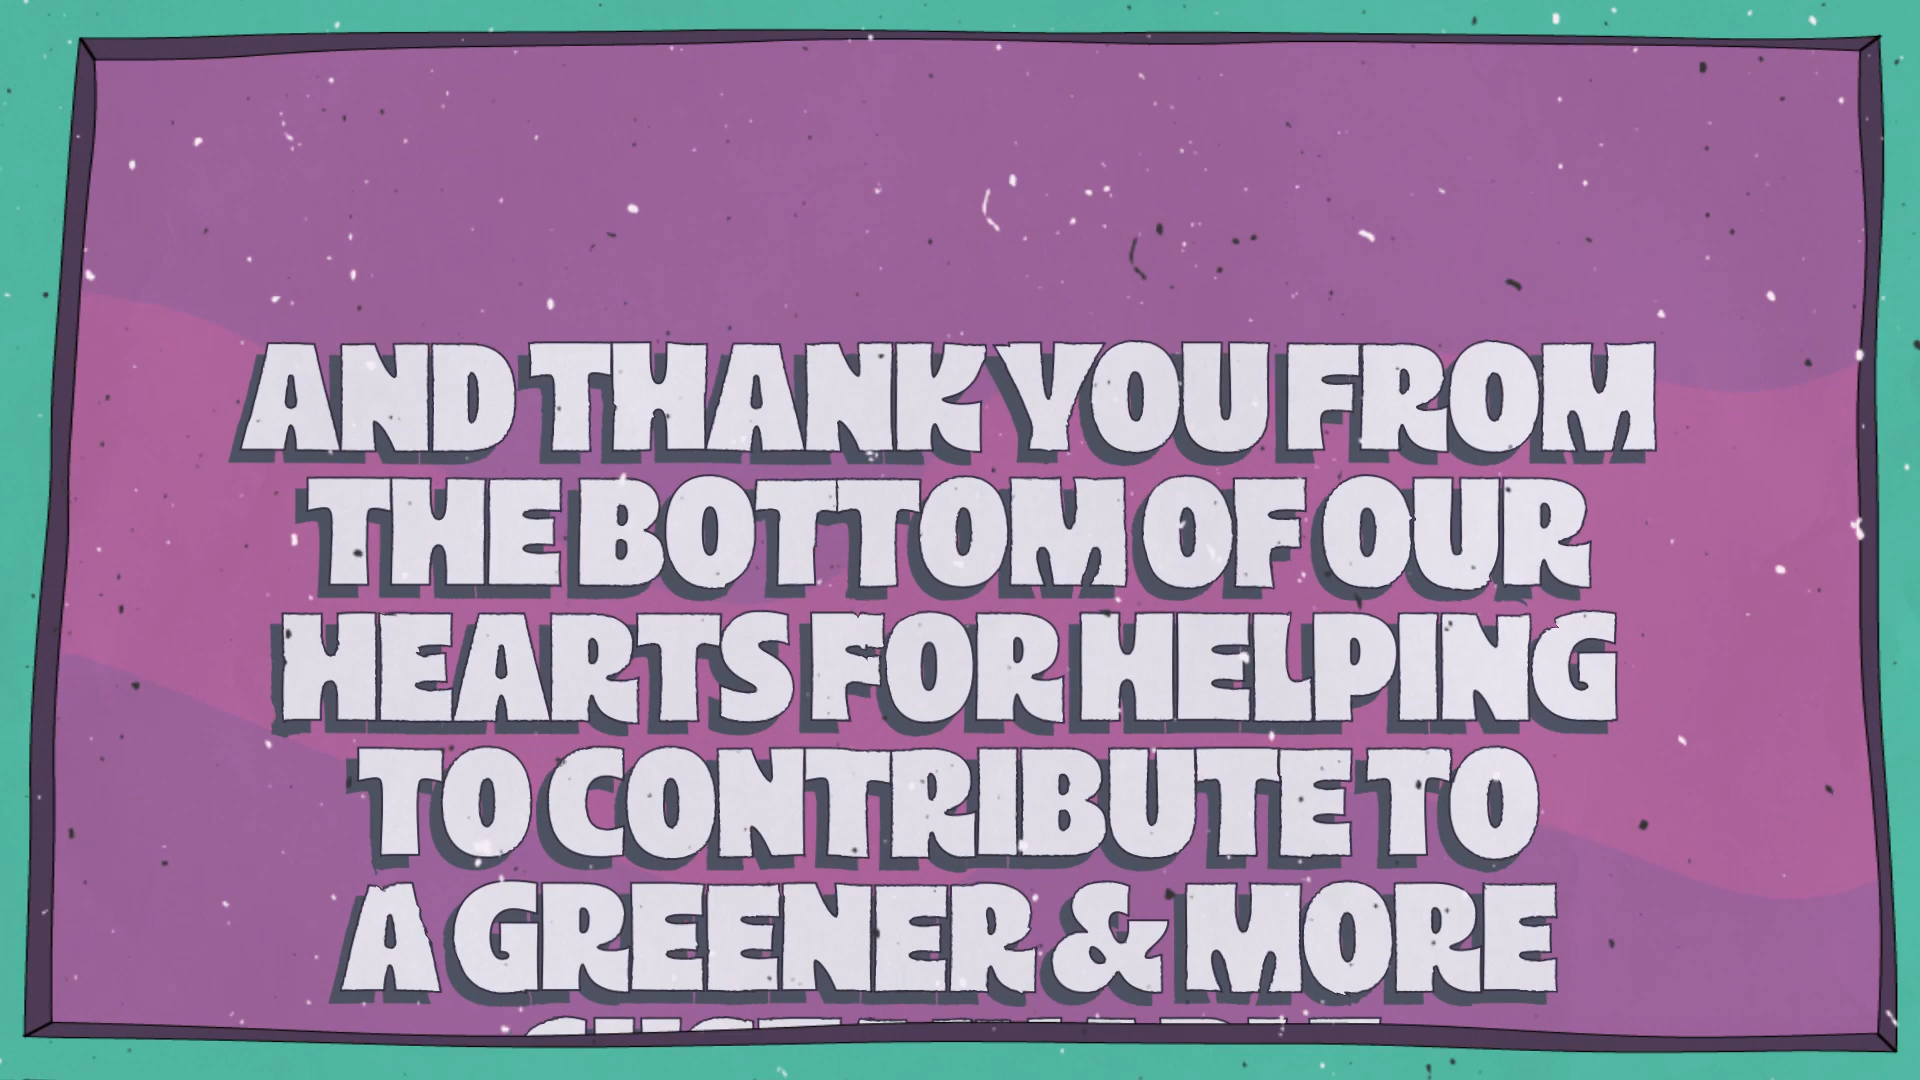 AND THANK YOU FROM
THE BOTTOM OF OUR
HEARTS FOR HELPING
TO CONTRIBUTE TO
A GREENER & MORE